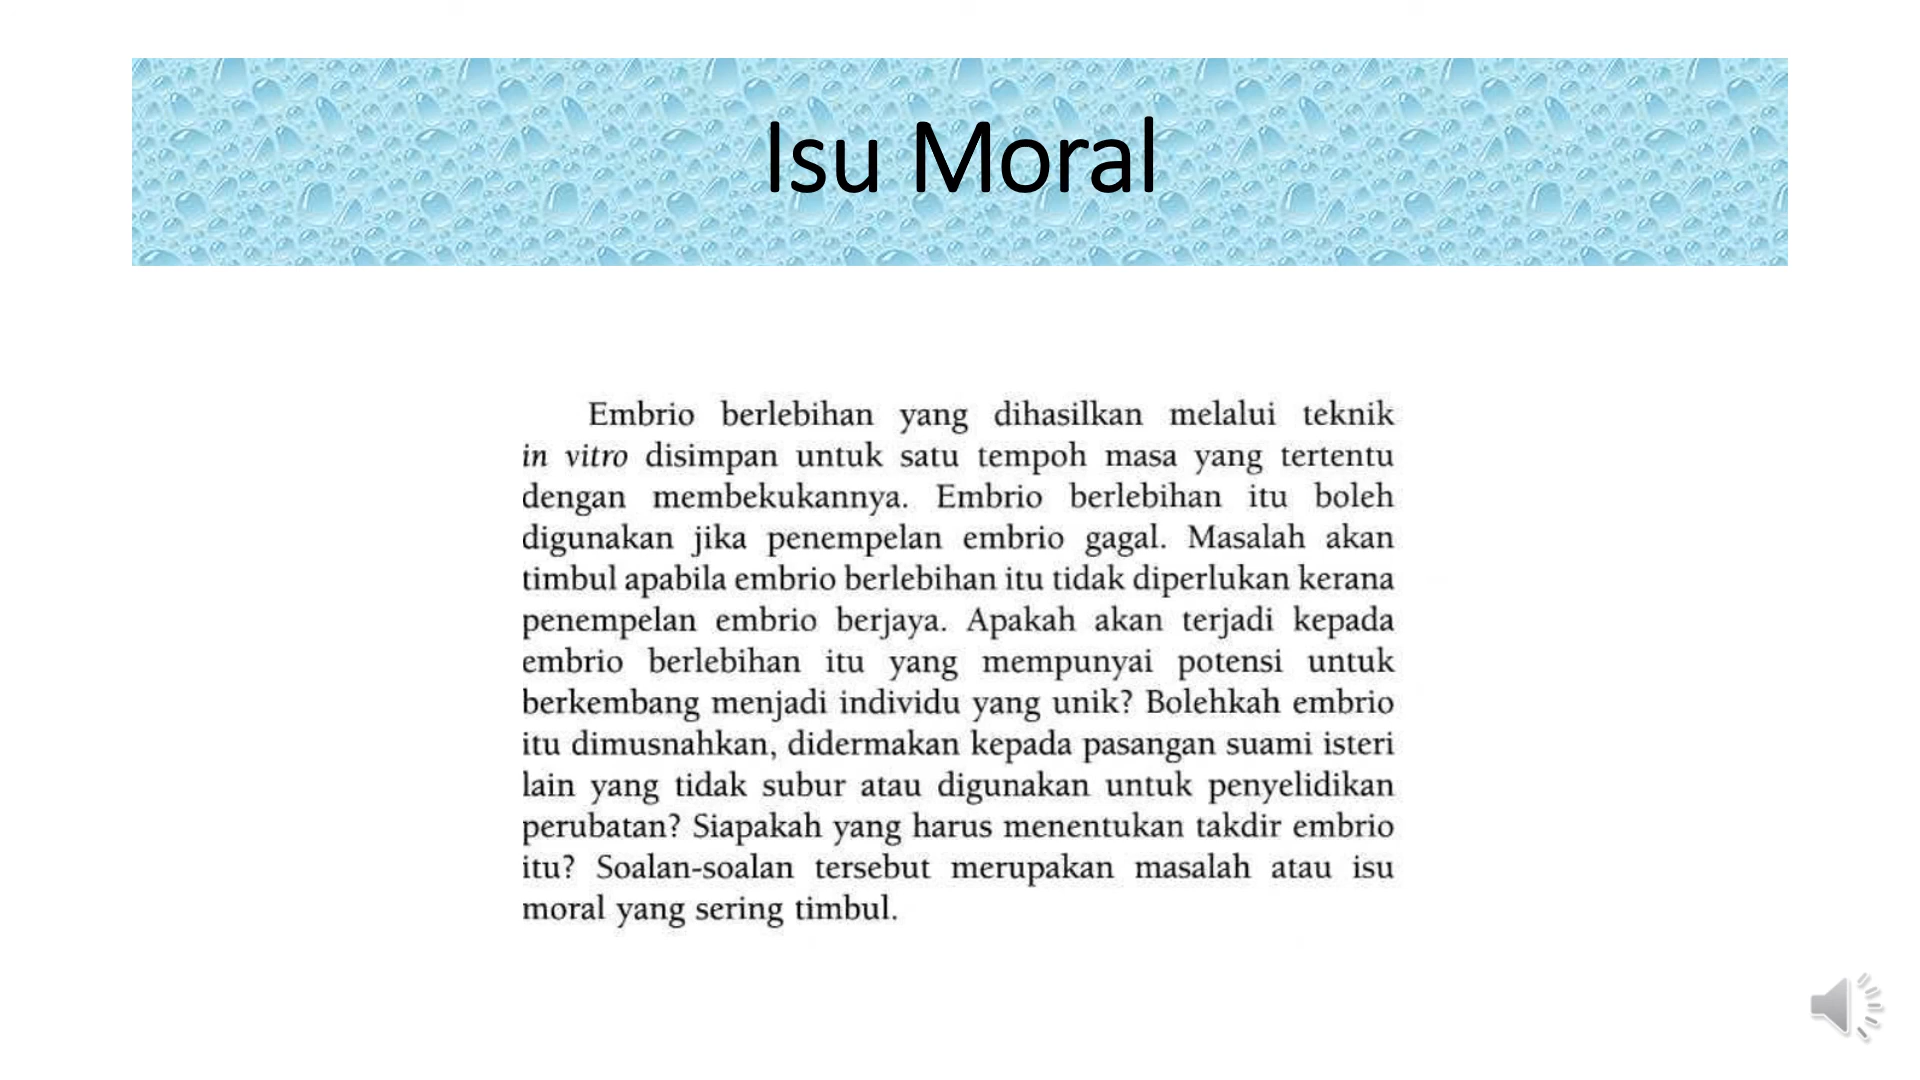 Isu Moral
Embrio berlebihan yang dihasilkan melalui teknik
in vitro disimpan untuk satu tempoh masa yang tertentu
dengan membekukannya. Embrio berlebihan itu boleh
digunakan jika penempelan embrio gagal. Masalah akan
timbul apabila embrio berlebihan itu tidak diperlukan kerana
penempelan embrio berjaya. Apakah akan terjadi kepada
embrio berlebihan itu yang mempunyai potensi untuk
berkembang menjadi individu yang unik? Bolehkah embrio
itu dimusnahkan, didermakan kepada pasangan suami isteri
lain yang tidak subur atau digunakan untuk penyelidikan
perubatan? Siapakah yang harus menentukan takdir embrio
itu? Soalan-soalan tersebut merupakan masalah atau isu
moral yang sering timbul.